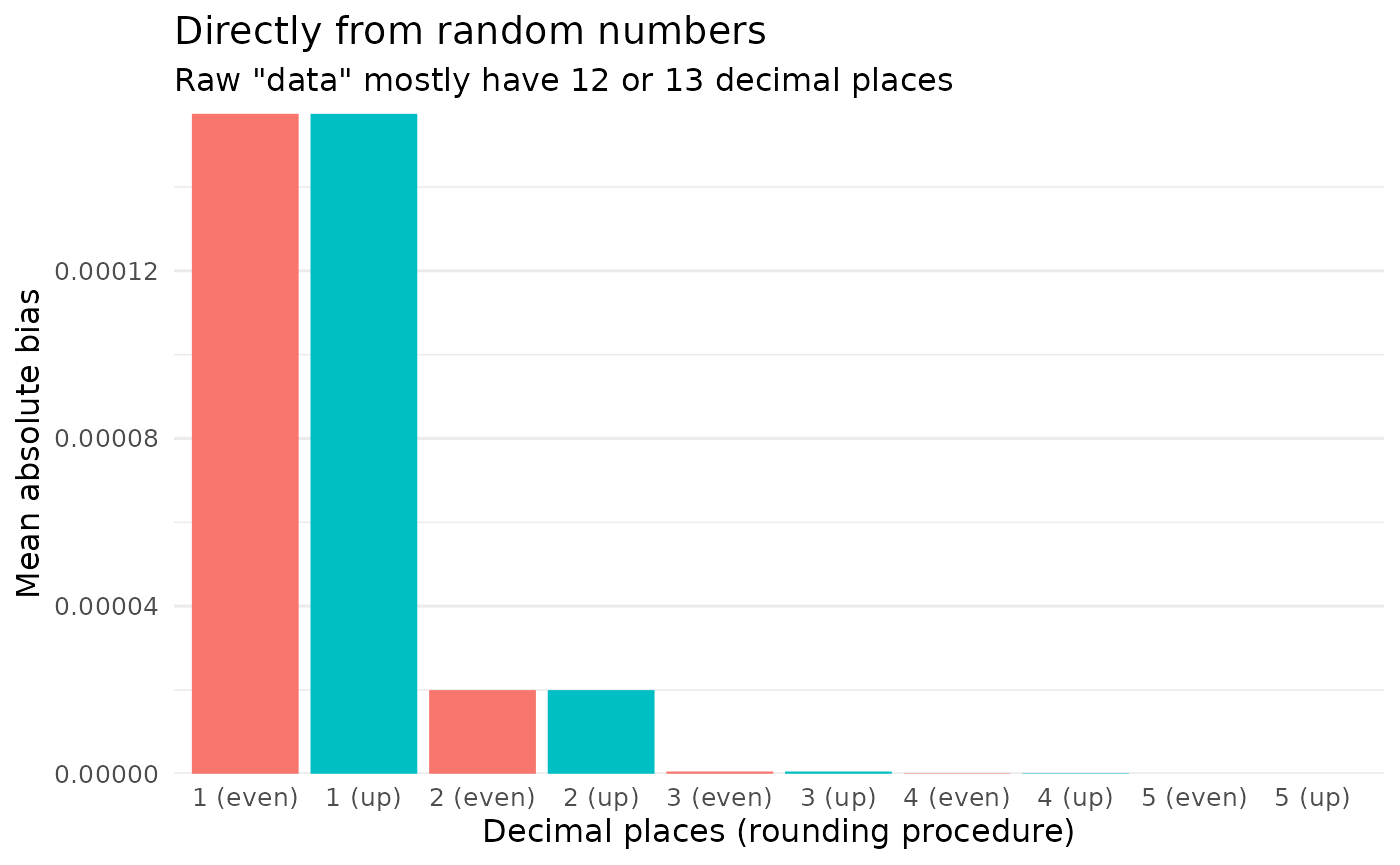 Directly from random numbers
Raw "data" mostly have 12 or 13 decimal places
Mean absolute bias
0.00012
0.00008
0.00004
0.00000
1 (even) 1 (up) 2 (even) 2 (up) 3 (even) 3 (up) 4 (even) 4 (up) 5 (even) 5 (up)
Decimal places (rounding procedure)